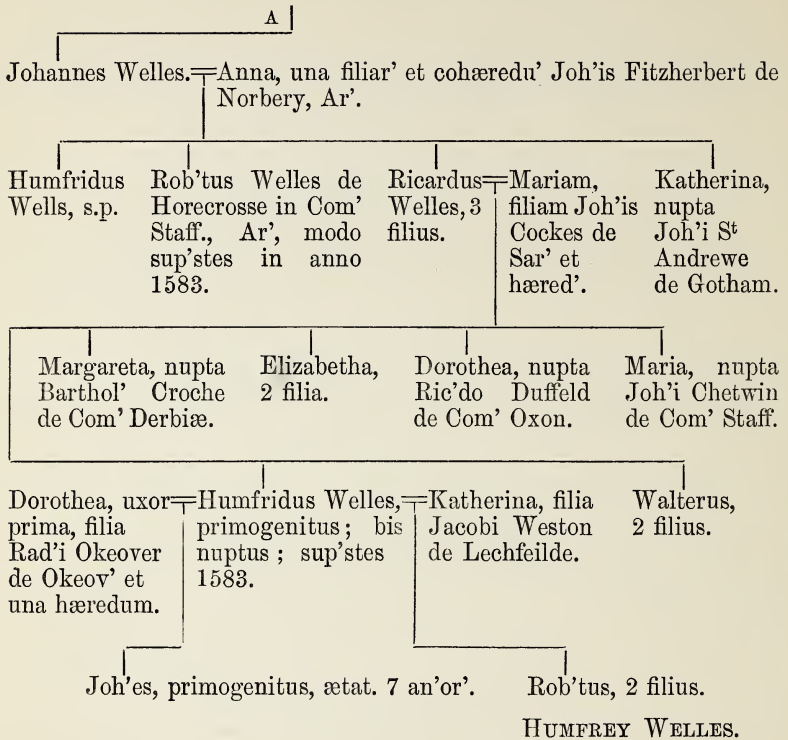 A
Johannes Welles.
Anna, una filiar' et cohæredu' Joh'is Fitzherbert de
Norbery, Ar'.
Humfridus
Wells, s.p.
Rob'tus Welles de
Horecrosse in Com'
Staff., Ar', modo
sup'stes in anno
1583.
Ricardus
Welles, 3
filius.
Mariam,
filiam Joh'is
Cockes de
Sar' et
hæred'.
Katherina,
nupta
Joh'i St
Andrewe
de Gotham.
Margareta, nupta
Barthol' Croche
de Com' Derbiæ.
Elizabetha,
2 filia.
Dorothea, nupta
Ric'do Duffeld
de Com' Oxon.
Maria, nupta
Joh'i Chetwin
de Com' Staff.
Dorothea, uxor
prima, filia
Rad'i Okeover
de Okeov' et
una hæredum.
Humfridus Welles,
primogenitus; bis
nuptus; sup'stes
1583.
Katherina, filia
Jacobi Weston
de Lechfeilde.
Walterus,
2 filius.
Joh'es, primogenitus, ætat. 7 an'or'.
Rob'tus, 2 filius.
HUMFREY WELLES.